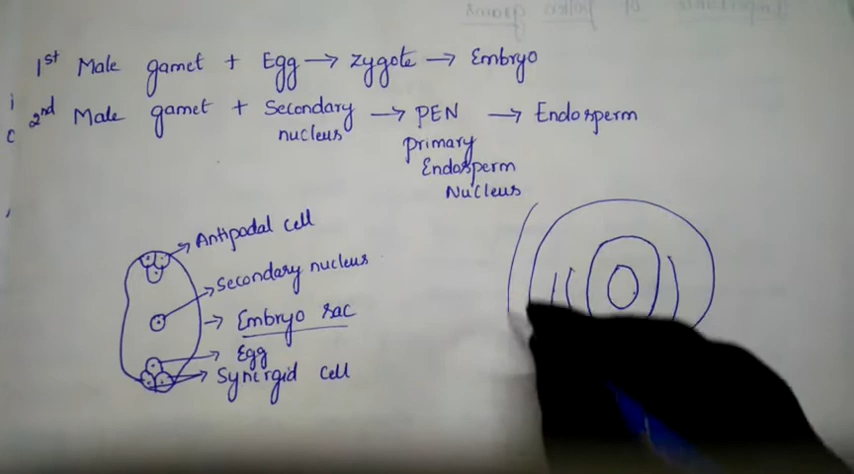 1st Male gamet + Egg → zygote → Embryo
2nd Male gamet + Secondary nucleus → PEN → Endosperm
Primary
Endosperm
Nucleus
Antipodal cell
Secondary nucleus
Embryo sac
Egg
Synergid cell